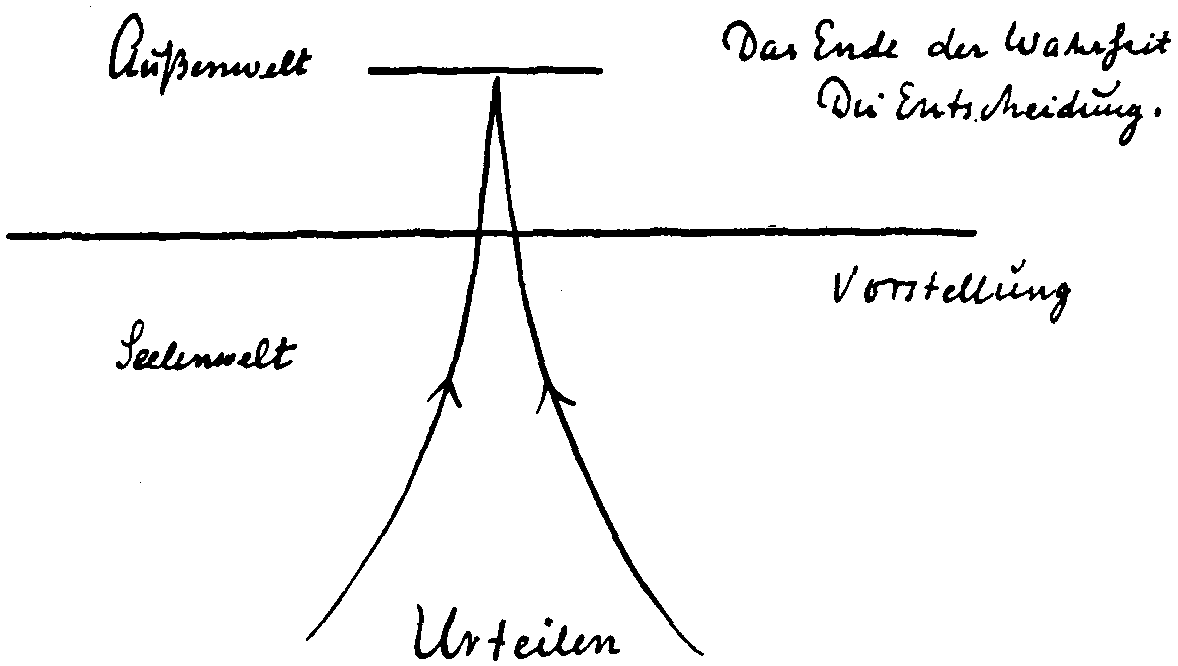 Außenwelt
Das Ende der Wahrheit
Die Entscheidung.
Vorstellung
Seelenwelt
Urteilen